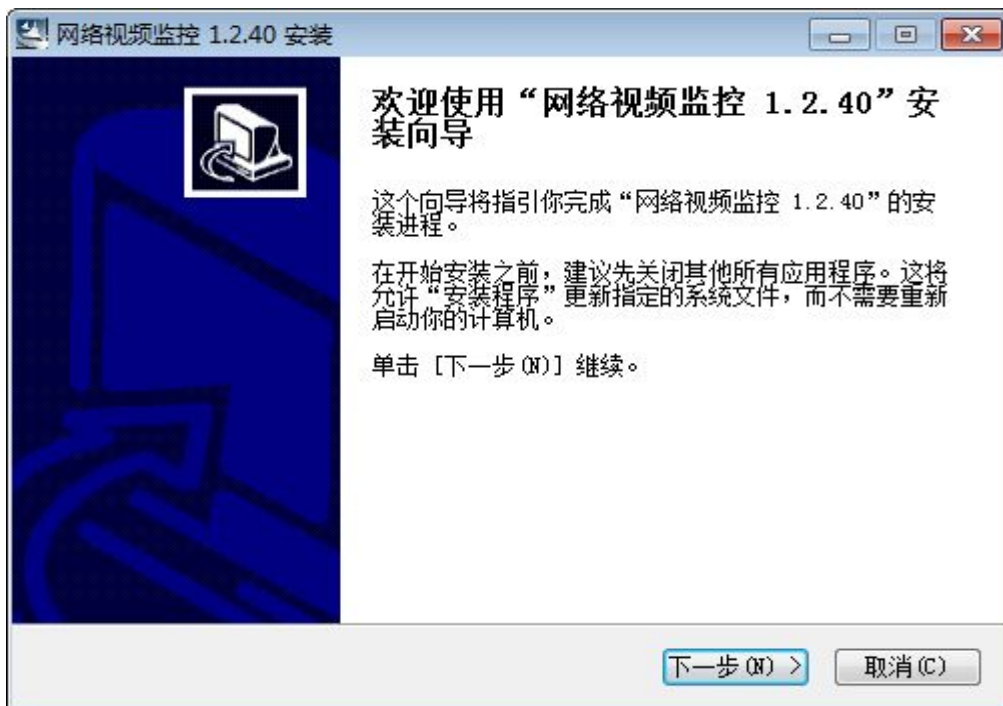 网络视频监控 1.2.40 安装
欢迎使用“网络视频监控 1.2.40”安
装向导
这个向导将指引你完成“网络视频监控 1.2.40”的安
装进程。
在开始安装之前，建议先关闭其他所有应用程序。这将
允许“安装程序”更新指定的系统文件，而不需要重新
启动你的计算机。
单击 [下一步(N)] 继续。
下一步(N) >
取消(C)